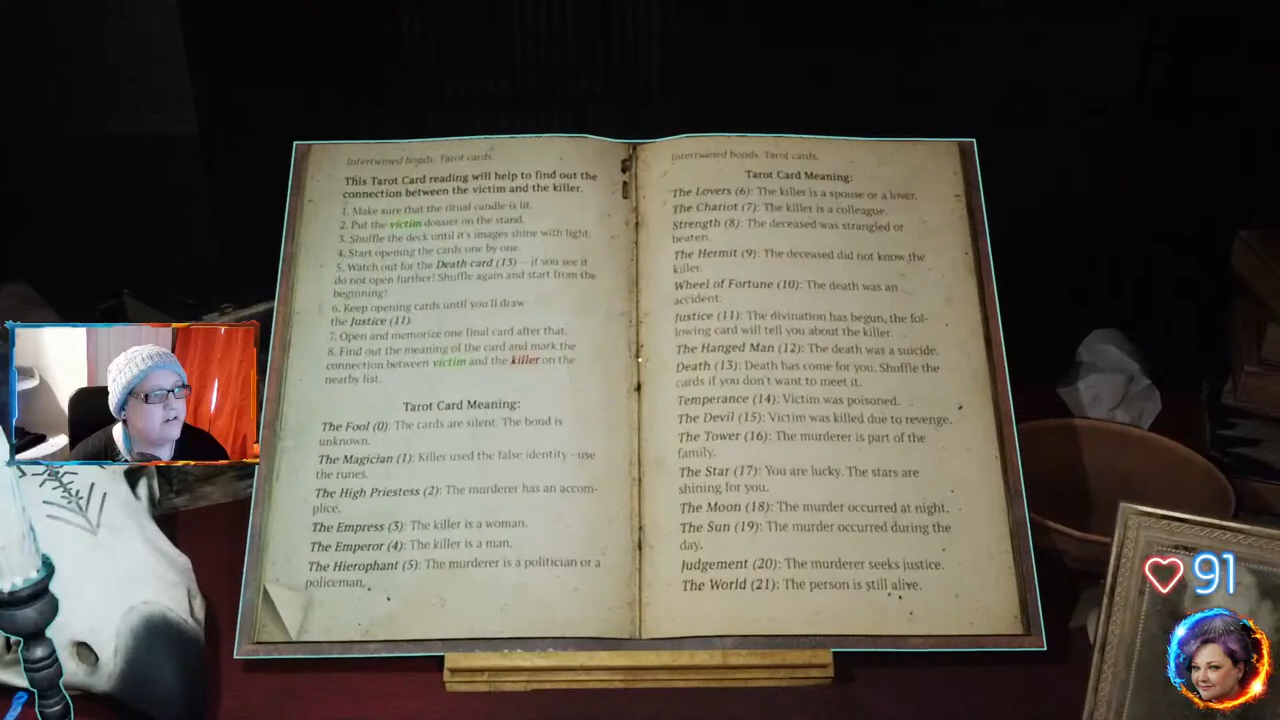 Intertwined bonds. Tarot cards.
This Tarot Card reading will help to find out the
connection between the victim and the killer.
1. Make sure that the ritual candle is lit.
2. Put the victim dossier on the stand.
3. Shuffle the deck until it's images shine with light.
4. Start opening the cards one by one.
5. Watch out for the Death card (13) – if you see it
do not open further! Shuffle again and start from the
beginning!
6. Keep opening cards until you'll draw
the Justice (11).
7. Open and memorize one final card after that.
8. Find out the meaning of the card and mark the
connection between victim and the killer on the
nearby list.
Tarot Card Meaning:
The Fool (0): The cards are silent. The bond is
unknown.
The Magician (1): Killer used the false identity - use
the runes.
The High Priestess (2): The murderer has an accom-
plice.
The Empress (3): The killer is a woman.
The Emperor (4): The killer is a man.
The Hierophant (5): The murderer is a politician or a
policeman.
Intertwined bonds. Tarot cards.
Tarot Card Meaning:
The Lovers (6): The killer is a spouse or a lover.
The Chariot (7): The killer is a colleague.
Strength (8): The deceased was strangled or
beaten.
The Hermit (9): The deceased did not know the
killer.
Wheel of Fortune (10): The death was an
accident.
Justice (11): The divination has begun, the fol-
lowing card will tell you about the killer.
The Hanged Man (12): The death was a suicide.
Death (13): Death has come for you. Shuffle the
cards if you don't want to meet it.
Temperance (14): Victim was poisoned.
The Devil (15): Victim was killed due to revenge.
The Tower (16): The murderer is part of the
family.
The Star (17): You are lucky. The stars are
shining for you.
The Moon (18): The murder occurred at night.
The Sun (19): The murder occurred during the
day.
Judgement (20): The murderer seeks justice.
The World (21): The person is still alive.
91